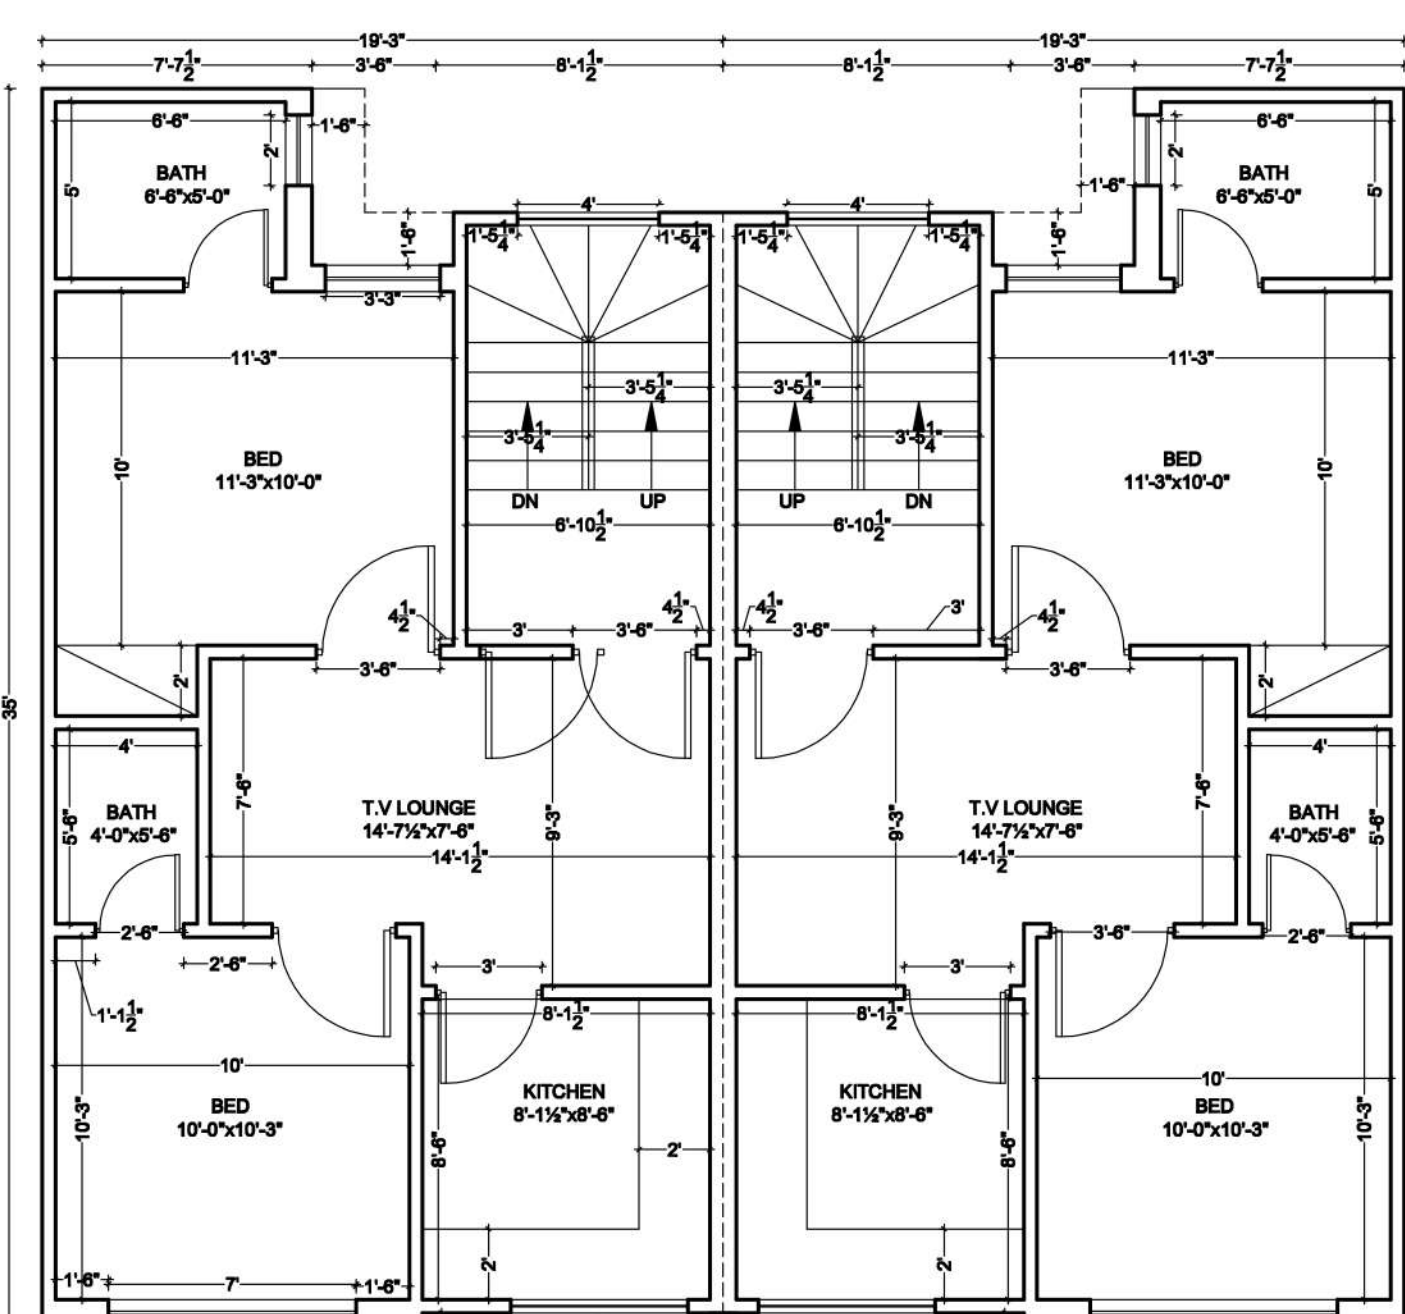 19'-3" 19'-3"
7'-7½" 3'-6" 8'-1½" 8'-1½" 3'-6" 7'-7½"
6'-6" 1'-6" 2' 2' 6'-6"
BATH BATH
6'-6"x5'-0" 1'-6" 6'-6"x5'-0"
5' 5'
4' 4'
1'-6" 1'-5¼" 1'-5¼" 1'-5¼" 1'-5¼" 1'-6"
3'-3"
11'-3" 11'-3"
3'-5¼" 3'-5¼"
3'-5¼" 3'-5¼"
10' 10'
BED BED
11'-3"x10'-0" 11'-3"x10'-0"
DN UP UP DN
6'-10½" 6'-10½"
4½" 4½" 4½" 3' 4½"
3' 3'-6" 3'-6"
3'-6" 3'-6"
2' 2'
35'
4' 4'
7'-6" 9'-3" 9'-3" 7'-6"
T.V LOUNGE T.V LOUNGE
14'-7½"x7'-6" 14'-7½"x7'-6"
BATH BATH
4'-0"x5'-6" 4'-0"x5'-6"
5'-6" 5'-6"
14'-1½" 14'-1½"
2'-6" 3'-6" 2'-6"
2'-6" 3' 3'
1'-1½" 8'-1½" 8'-1½"
10' 10'
KITCHEN KITCHEN
8'-1½"x8'-6" 8'-1½"x8'-6"
BED BED
10'-0"x10'-3" 10'-0"x10'-3"
10'-3" 8'-6" 2' 8'-6" 10'-3"
2' 2'
1'-6" 7' 1'-6"